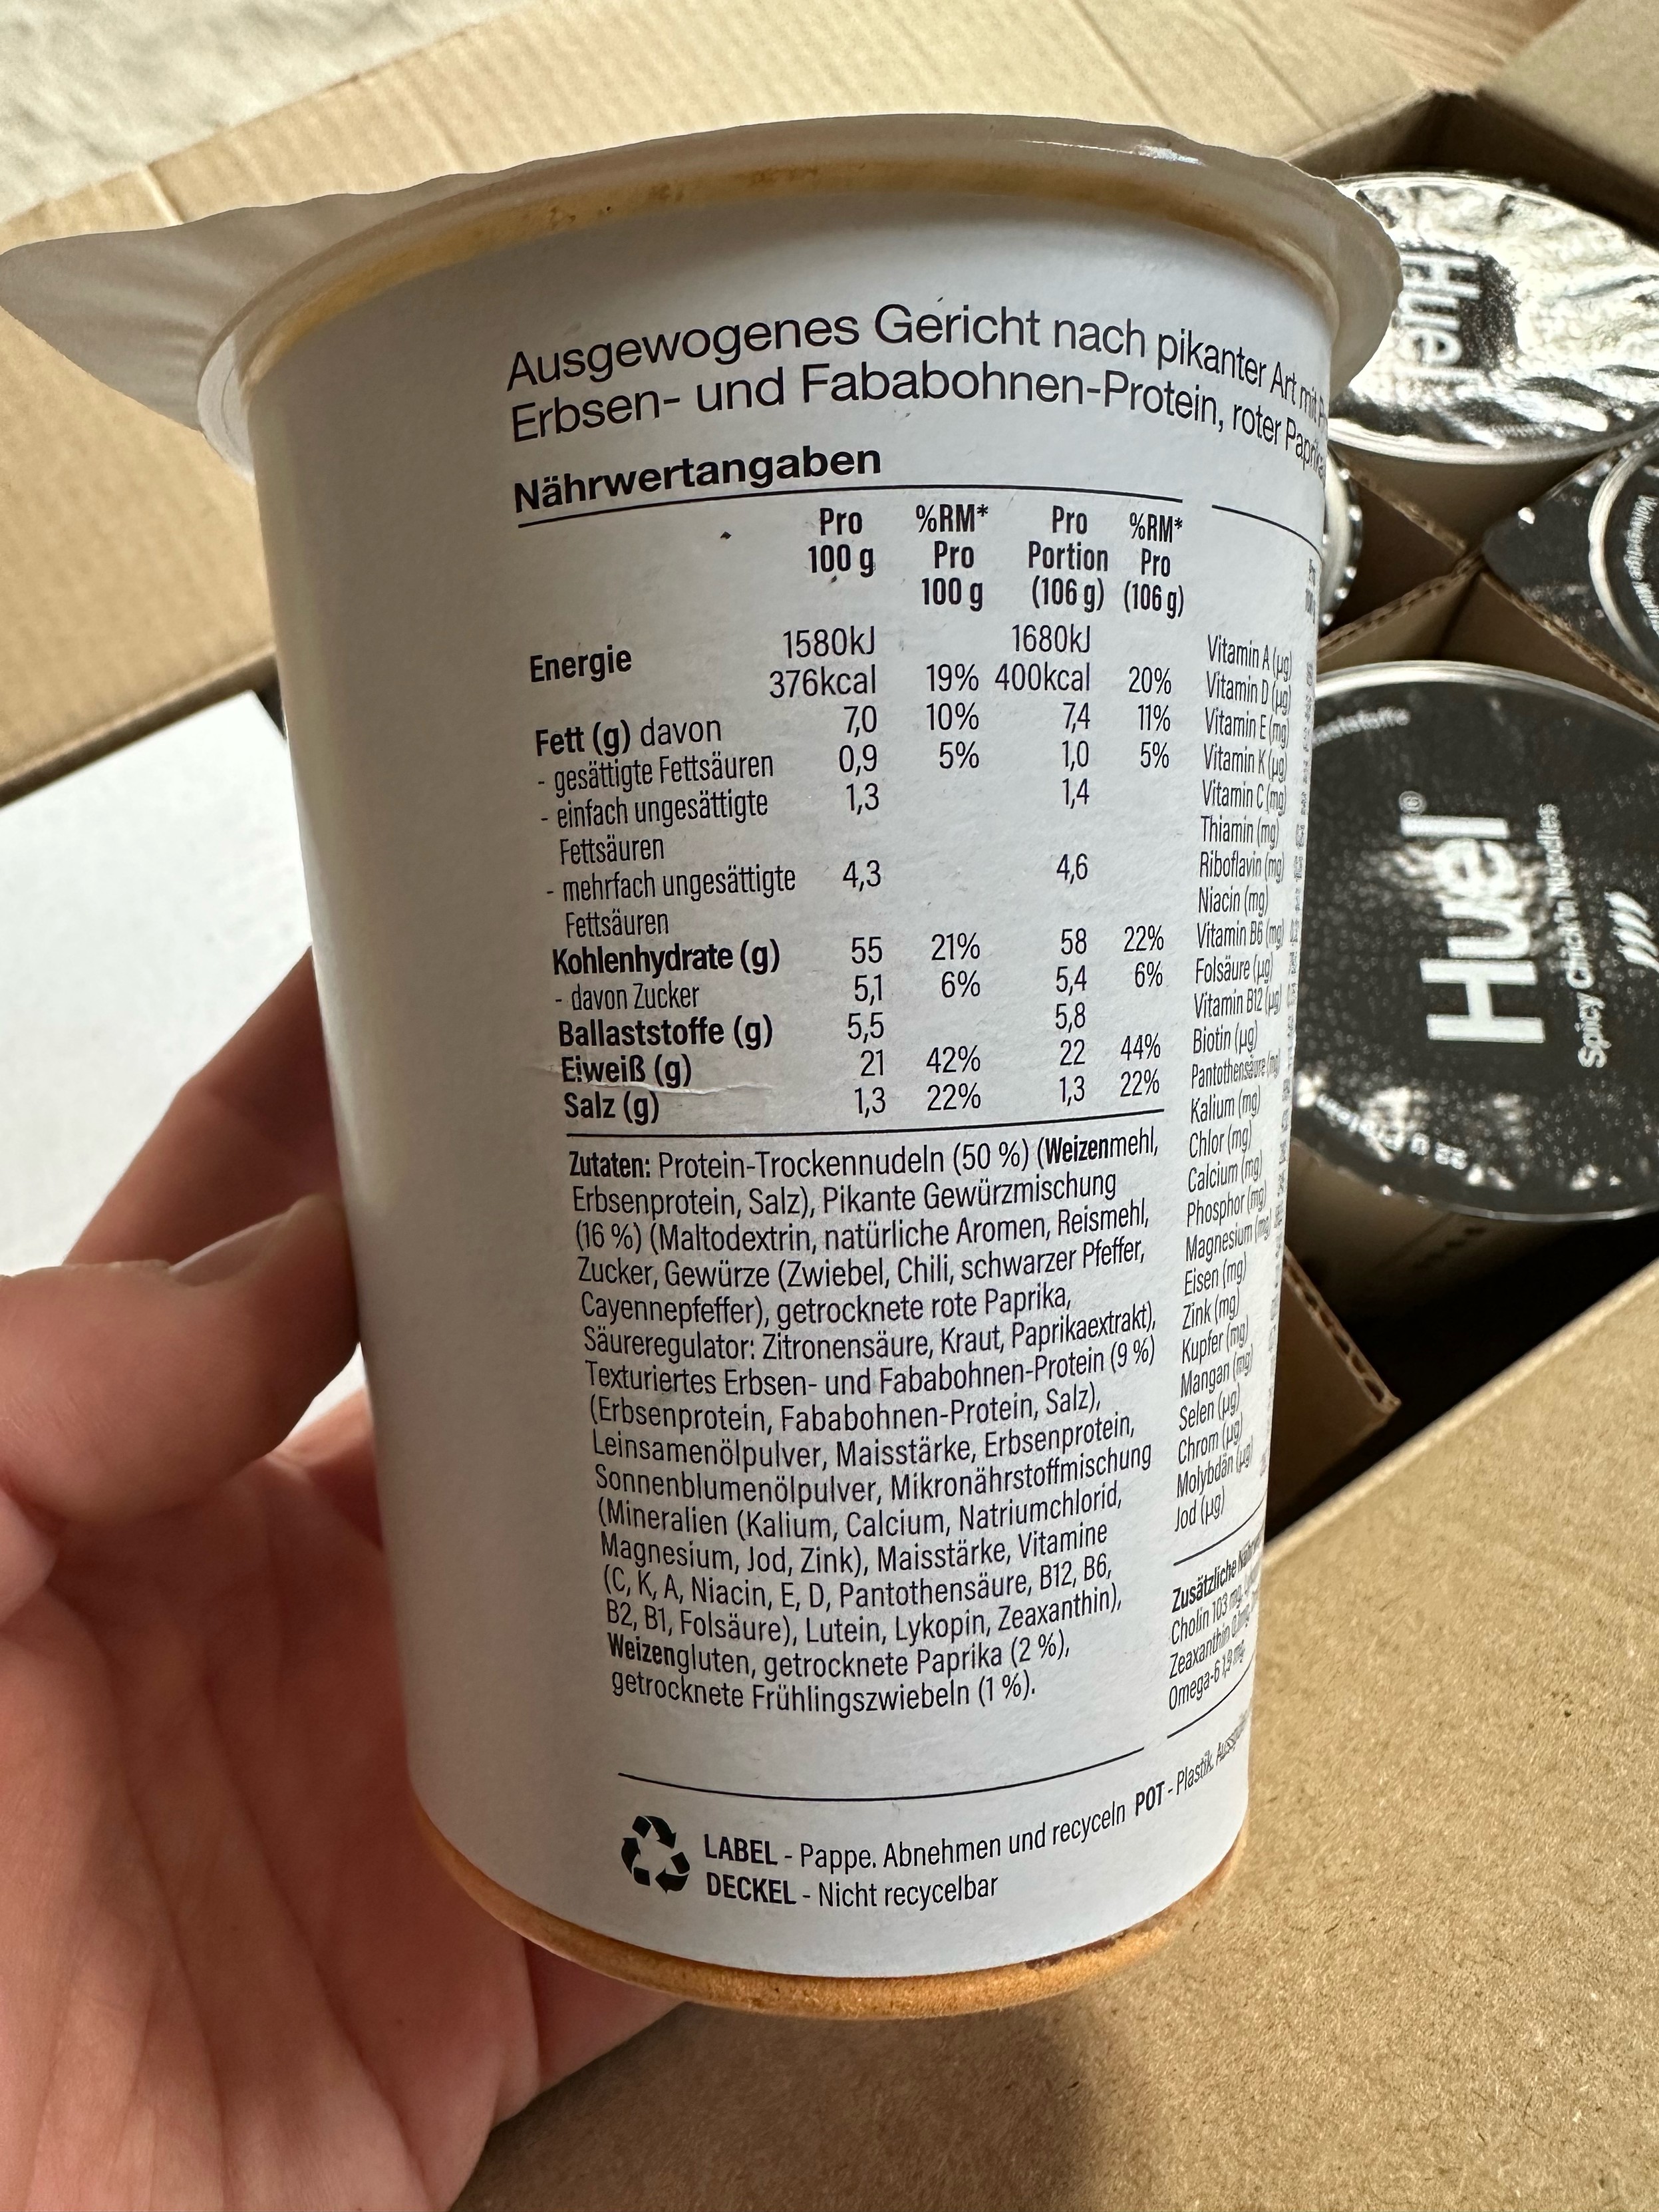 Ausgewogenes Gericht nach pikanter Art mit
Erbsen- und Fababohnen-Protein, roter Paprika
Nährwertangaben
Pro 100 g %RM* Pro 100 g Pro Portion (106 g) %RM* Pro (106 g)
Energie 1580kJ 1680kJ
376kcal 19% 400kcal 20%
Fett (g) davon 7,0 10% 7,4 11%
- gesättigte Fettsäuren 0,9 5% 1,0 5%
- einfach ungesättigte 1,3 1,4
Fettsäuren
- mehrfach ungesättigte 4,3 4,6
Fettsäuren
Kohlenhydrate (g) 55 21% 58 22%
- davon Zucker 5,1 6% 5,4 6%
Ballaststoffe (g) 5,5 5,8
Eiweiß (g) 21 42% 22 44%
Salz (g) 1,3 22% 1,3 22%
Zutaten: Protein-Trockennudeln (50 %) (Weizenmehl,
Erbsenprotein, Salz), Pikante Gewürzmischung
(16 %) (Maltodextrin, natürliche Aromen, Reismehl,
Zucker, Gewürze (Zwiebel, Chili, schwarzer Pfeffer,
Cayennepfeffer), getrocknete rote Paprika,
Säureregulator: Zitronensäure, Kraut, Paprikaextrakt),
Texturiertes Erbsen- und Fababohnen-Protein (9 %)
(Erbsenprotein, Fababohnen-Protein, Salz),
Leinsamenölpulver, Maisstärke, Erbsenprotein,
Sonnenblumenölpulver, Mikronährstoffmischung
(Mineralien (Kalium, Calcium, Natriumchlorid,
Magnesium, Jod, Zink), Maisstärke, Vitamine
(C, K, A, Niacin, E, D, Pantothensäure, B12, B6,
B2, B1, Folsäure), Lutein, Lykopin, Zeaxanthin),
Weizengluten, getrocknete Paprika (2 %),
getrocknete Frühlingszwiebeln (1 %).
Vitamin A (µg)
Vitamin D (µg)
Vitamin E (mg)
Vitamin K (µg)
Vitamin C (mg)
Thiamin (mg)
Riboflavin (mg)
Niacin (mg)
Vitamin B6 (mg)
Folsäure (µg)
Vitamin B12 (µg)
Biotin (µg)
Pantothensäure (mg)
Kalium (mg)
Chlor (mg)
Calcium (mg)
Phosphor (mg)
Magnesium (mg)
Eisen (mg)
Zink (mg)
Kupfer (mg)
Mangan (mg)
Selen (µg)
Chrom (µg)
Molybdän (µg)
Jod (µg)
Zusätzliche
Cholin 103 mg,
Zeaxanthin
Omega-6 1,9 mg
LABEL - Pappe. Abnehmen und recyceln POT - Plastik.
DECKEL - Nicht recycelbar
Huel
Huel®
Spicy Chick'n Noodles